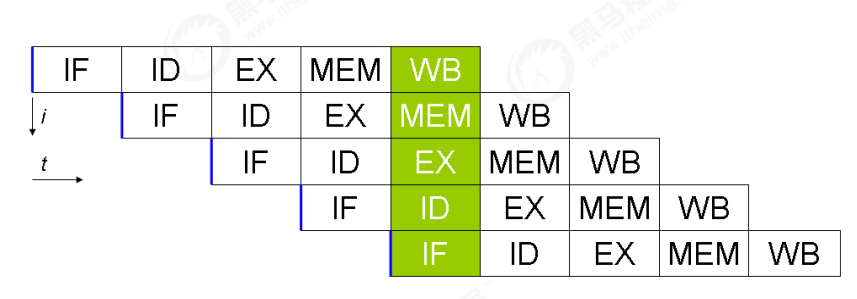 IF ID EX MEM WB
i IF ID EX MEM WB
t IF ID EX MEM WB
IF ID EX MEM WB
IF ID EX MEM WB